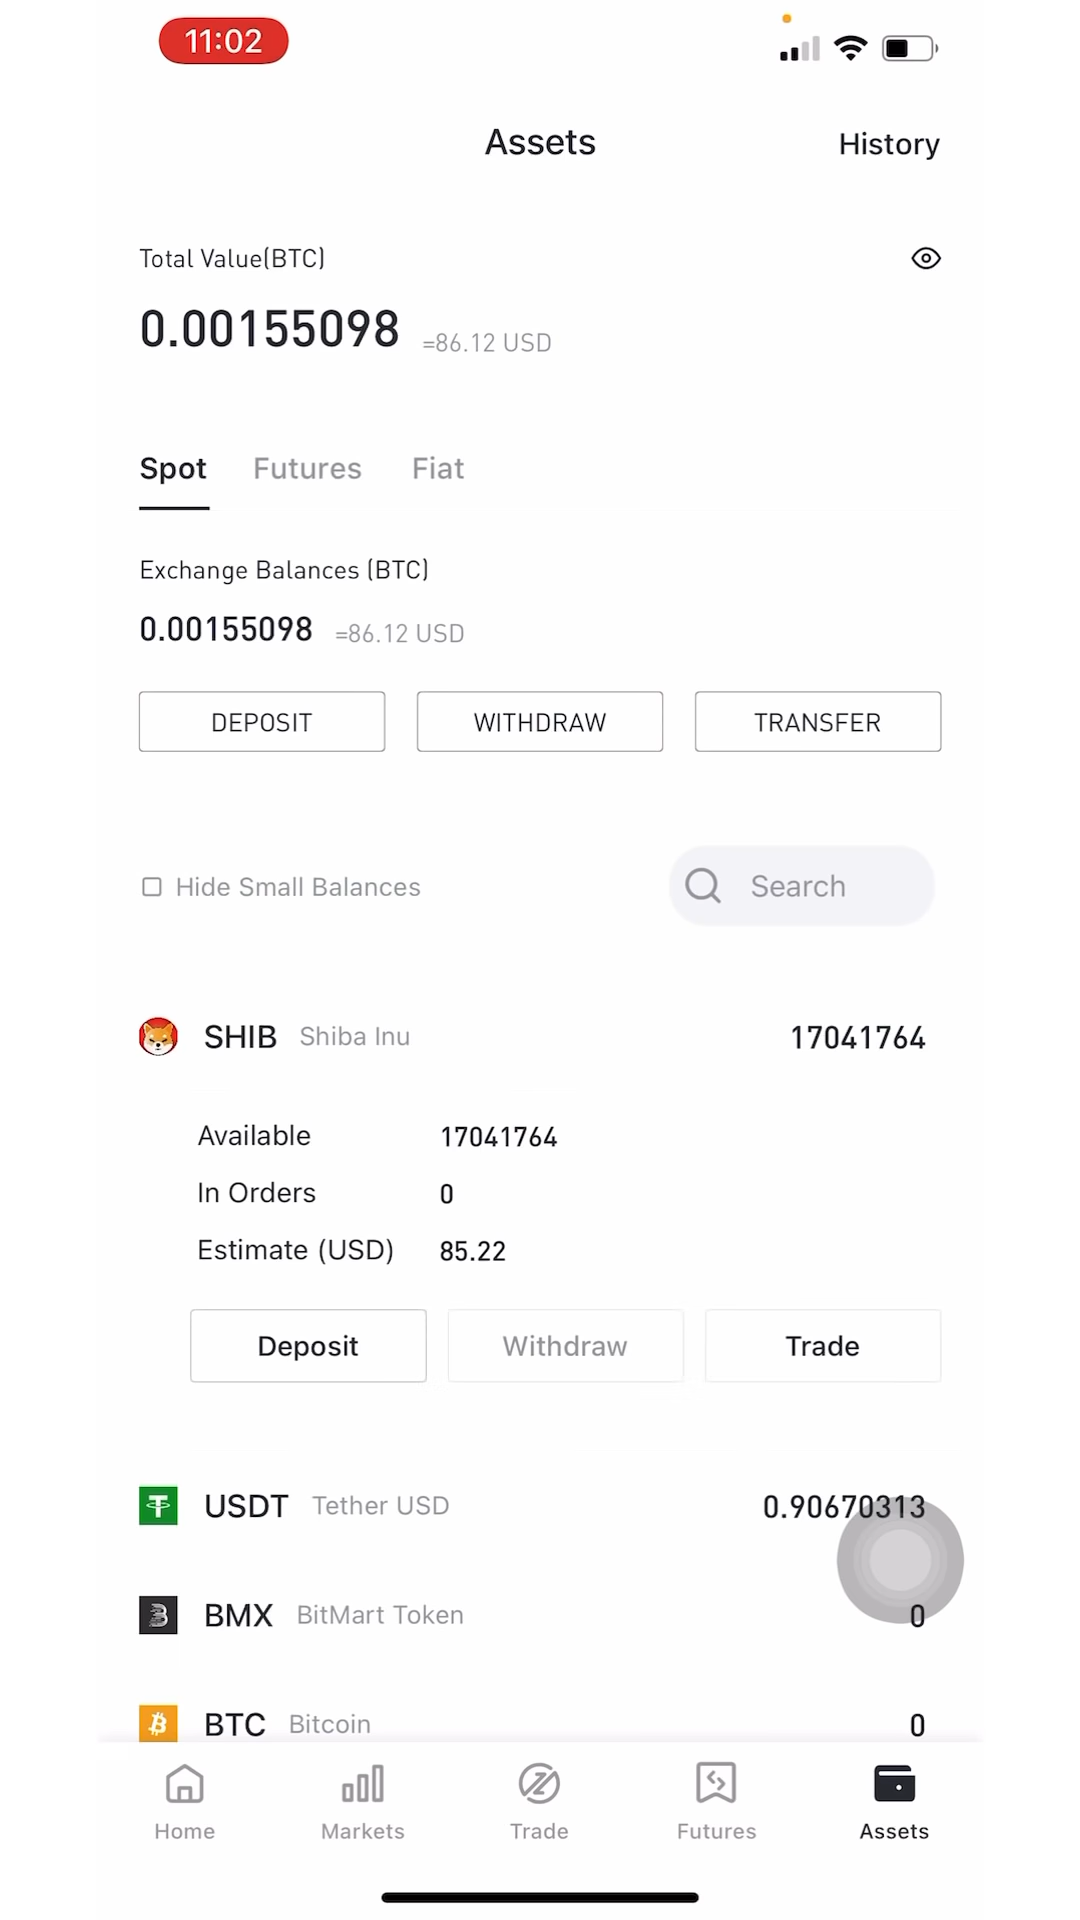 11:02
Assets
History
Total Value(BTC)
0.00155098 =86.12 USD
Spot Futures Fiat
Exchange Balances (BTC)
0.00155098 =86.12 USD
DEPOSIT WITHDRAW TRANSFER
Hide Small Balances Search
SHIB Shiba Inu 17041764
Available 17041764
In Orders 0
Estimate (USD) 85.22
Deposit Withdraw Trade
USDT Tether USD 0.90670313
BMX BitMart Token 0
BTC Bitcoin 0
Home Markets Trade Futures Assets